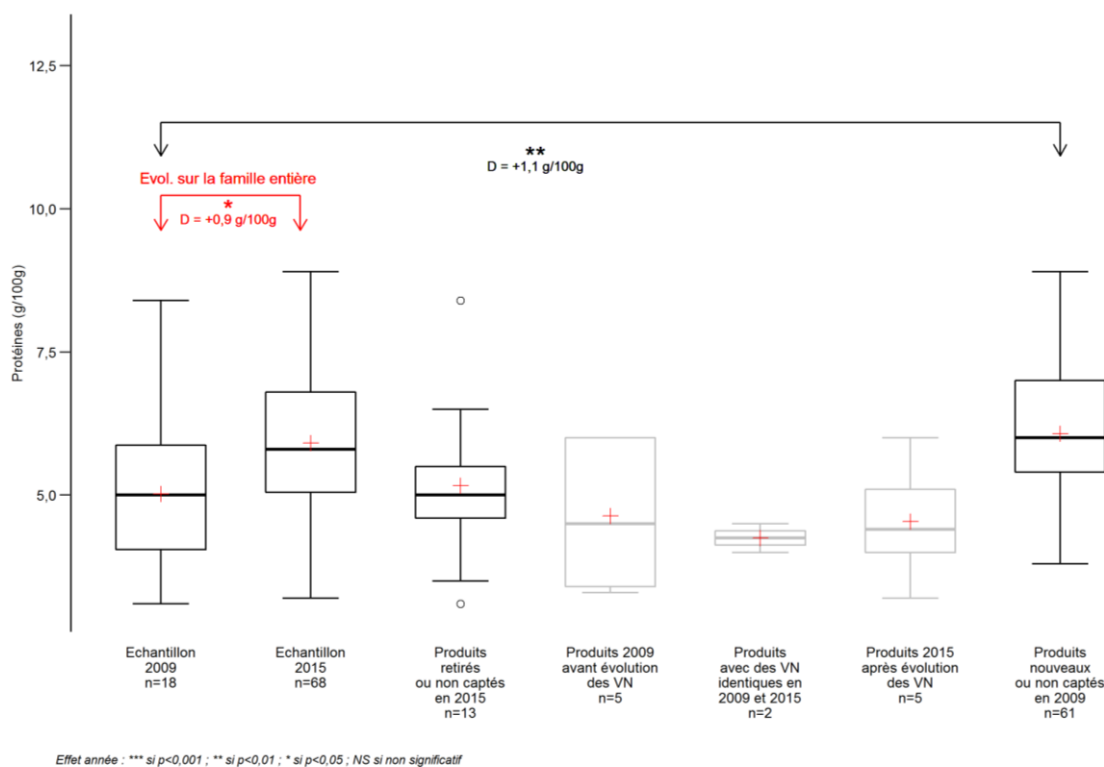 12,5
**
D = +1,1 g/100g
Evol. sur la famille entière
*
D = +0,9 g/100g
10,0
Protéines (g/100g)
7,5
5,0
Echantillon
2009
n=18
Echantillon
2015
n=68
Produits
retirés
ou non captés
en 2015
n=13
Produits 2009
avant évolution
des VN
n=5
Produits
avec des VN
identiques en
2009 et 2015
n=2
Produits 2015
après évolution
des VN
n=5
Produits
nouveaux
ou non captés
en 2009
n=61
Effet année : *** si p<0,001 ; ** si p<0,01 ; * si p<0,05 ; NS si non significatif